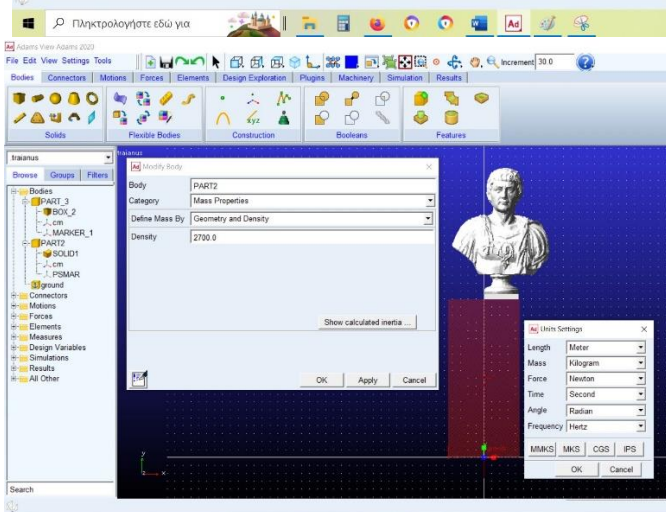 Πληκτρολογήστε εδώ για
Ad
Ad Adams View Adams 2020
File Edit View Settings Tools
Increment 30.0
Bodies Connectors Motions Forces Elements Design Exploration Plugins Machinery Simulation Results
xyz
Solids Flexible Bodies Construction Booleans Features
traianus
Browse Groups Filters
Bodies
PART_3
BOX_2
cm
MARKER_1
PART2
SOLID1
cm
PSMAR
ground
Connectors
Motions
Forces
Elements
Measures
Design Variables
Simulations
Results
All Other
Search
traianus
Ad Modify Body
Body PART2
Category Mass Properties
Define Mass By Geometry and Density
Density 2700.0
Show calculated inertia ...
OK Apply Cancel
Ad Units Settings
Length Meter
Mass Kilogram
Force Newton
Time Second
Angle Radian
Frequency Hertz
MMKS MKS CGS IPS
OK Cancel
y
z x